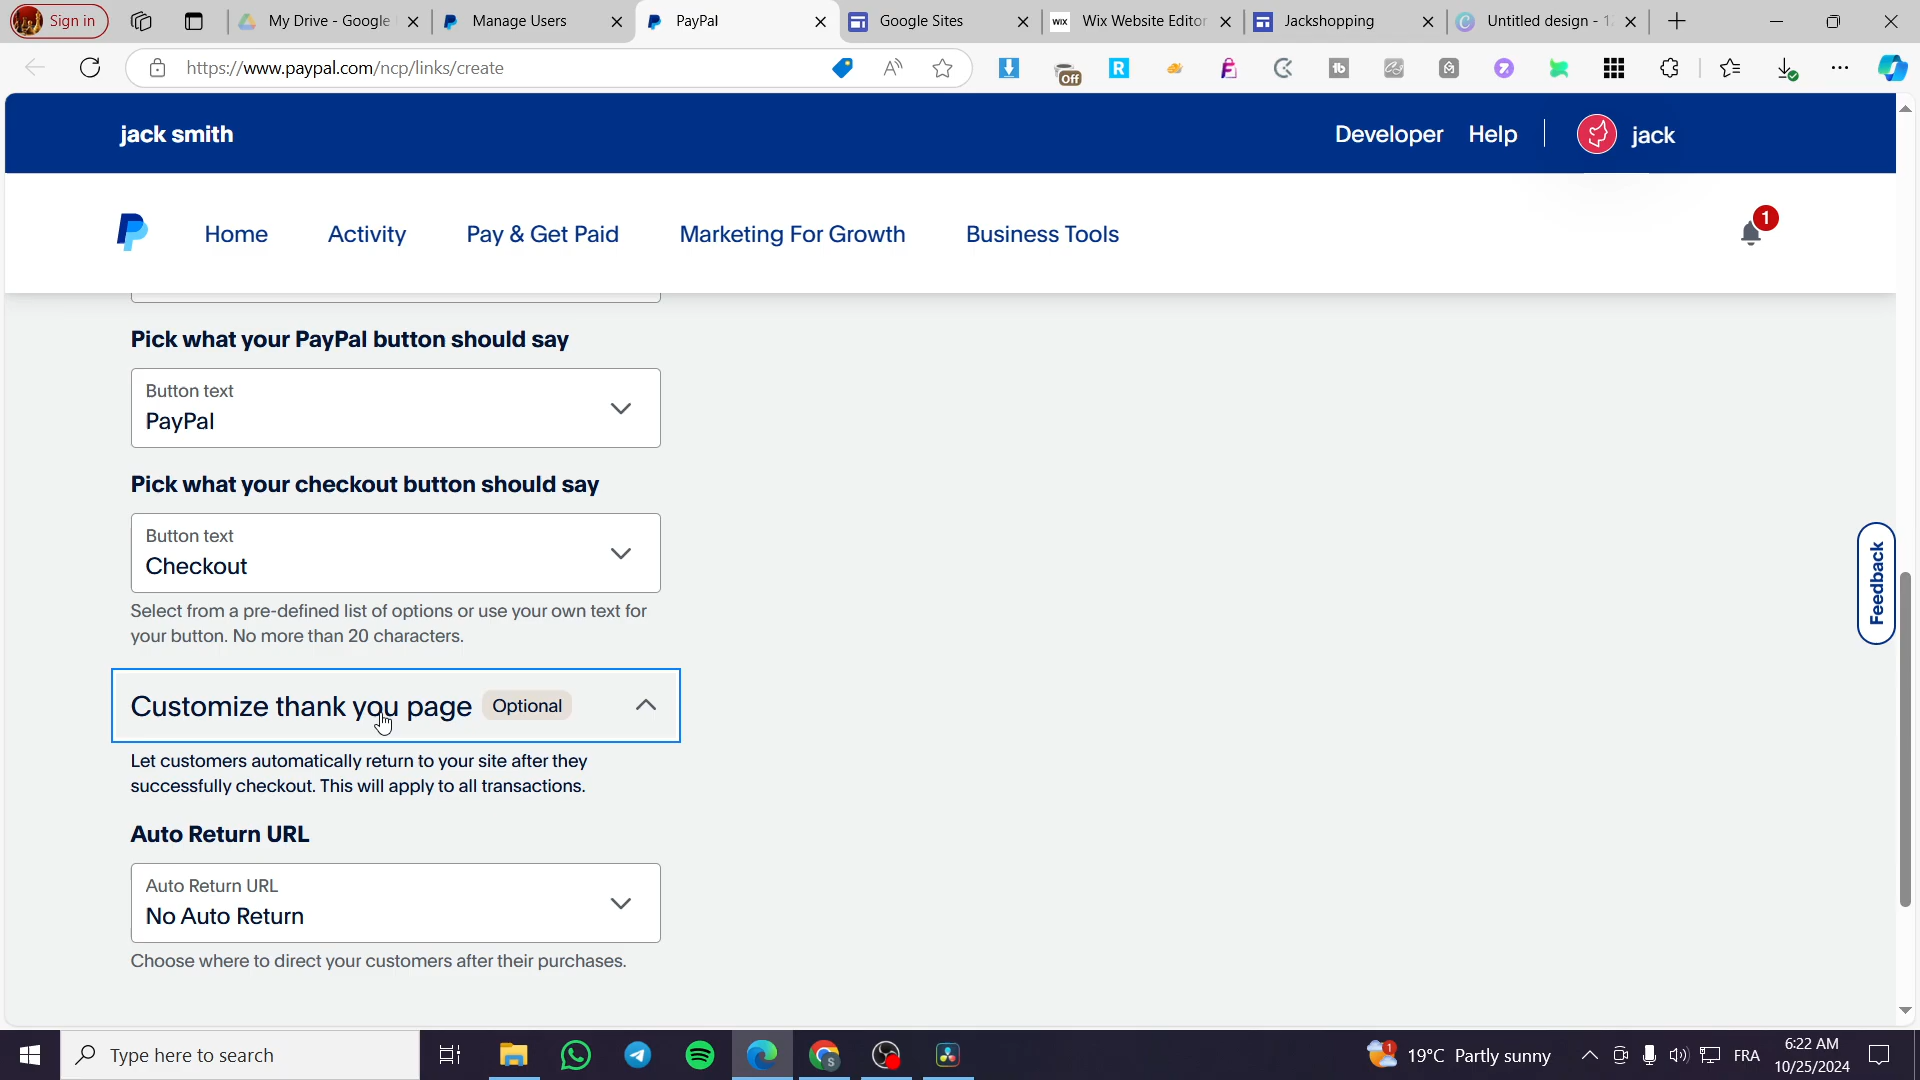 Sign in
My Drive - Google
Manage Users
PayPal
Google Sites
WIX
Wix Website Editor
Jackshopping
Untitled design - 1
https://www.paypal.com/ncp/links/create
Off
jack smith
Developer
Help
jack
Home
Activity
Pay & Get Paid
Marketing For Growth
Business Tools
1
Pick what your PayPal button should say
Button text
PayPal
Pick what your checkout button should say
Button text
Checkout
Select from a pre-defined list of options or use your own text for
your button. No more than 20 characters.
Customize thank you page
Optional
Let customers automatically return to your site after they
successfully checkout. This will apply to all transactions.
Auto Return URL
Auto Return URL
No Auto Return
Choose where to direct your customers after their purchases.
Feedback
Type here to search
19°C Partly sunny
FRA
6:22 AM
10/25/2024